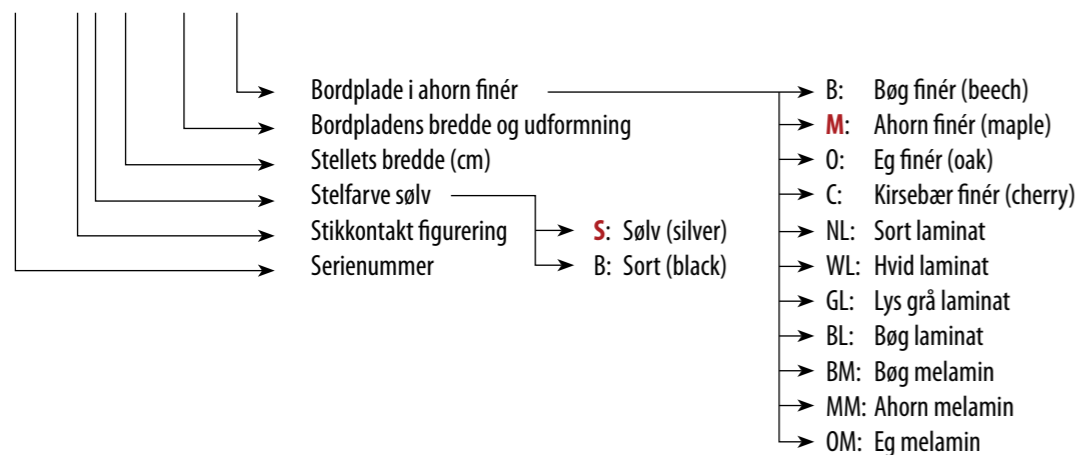 Bordplade i ahorn finér
Bordpladens bredde og udformning
Stellets bredde (cm)
Stelfarve sølv
Stikkontakt figurering
Serienummer
S: Sølv (silver)
B: Sort (black)
B: Bøg finér (beech)
M: Ahorn finér (maple)
O: Eg finér (oak)
C: Kirsebær finér (cherry)
NL: Sort laminat
WL: Hvid laminat
GL: Lys grå laminat
BL: Bøg laminat
BM: Bøg melamin
MM: Ahorn melamin
OM: Eg melamin